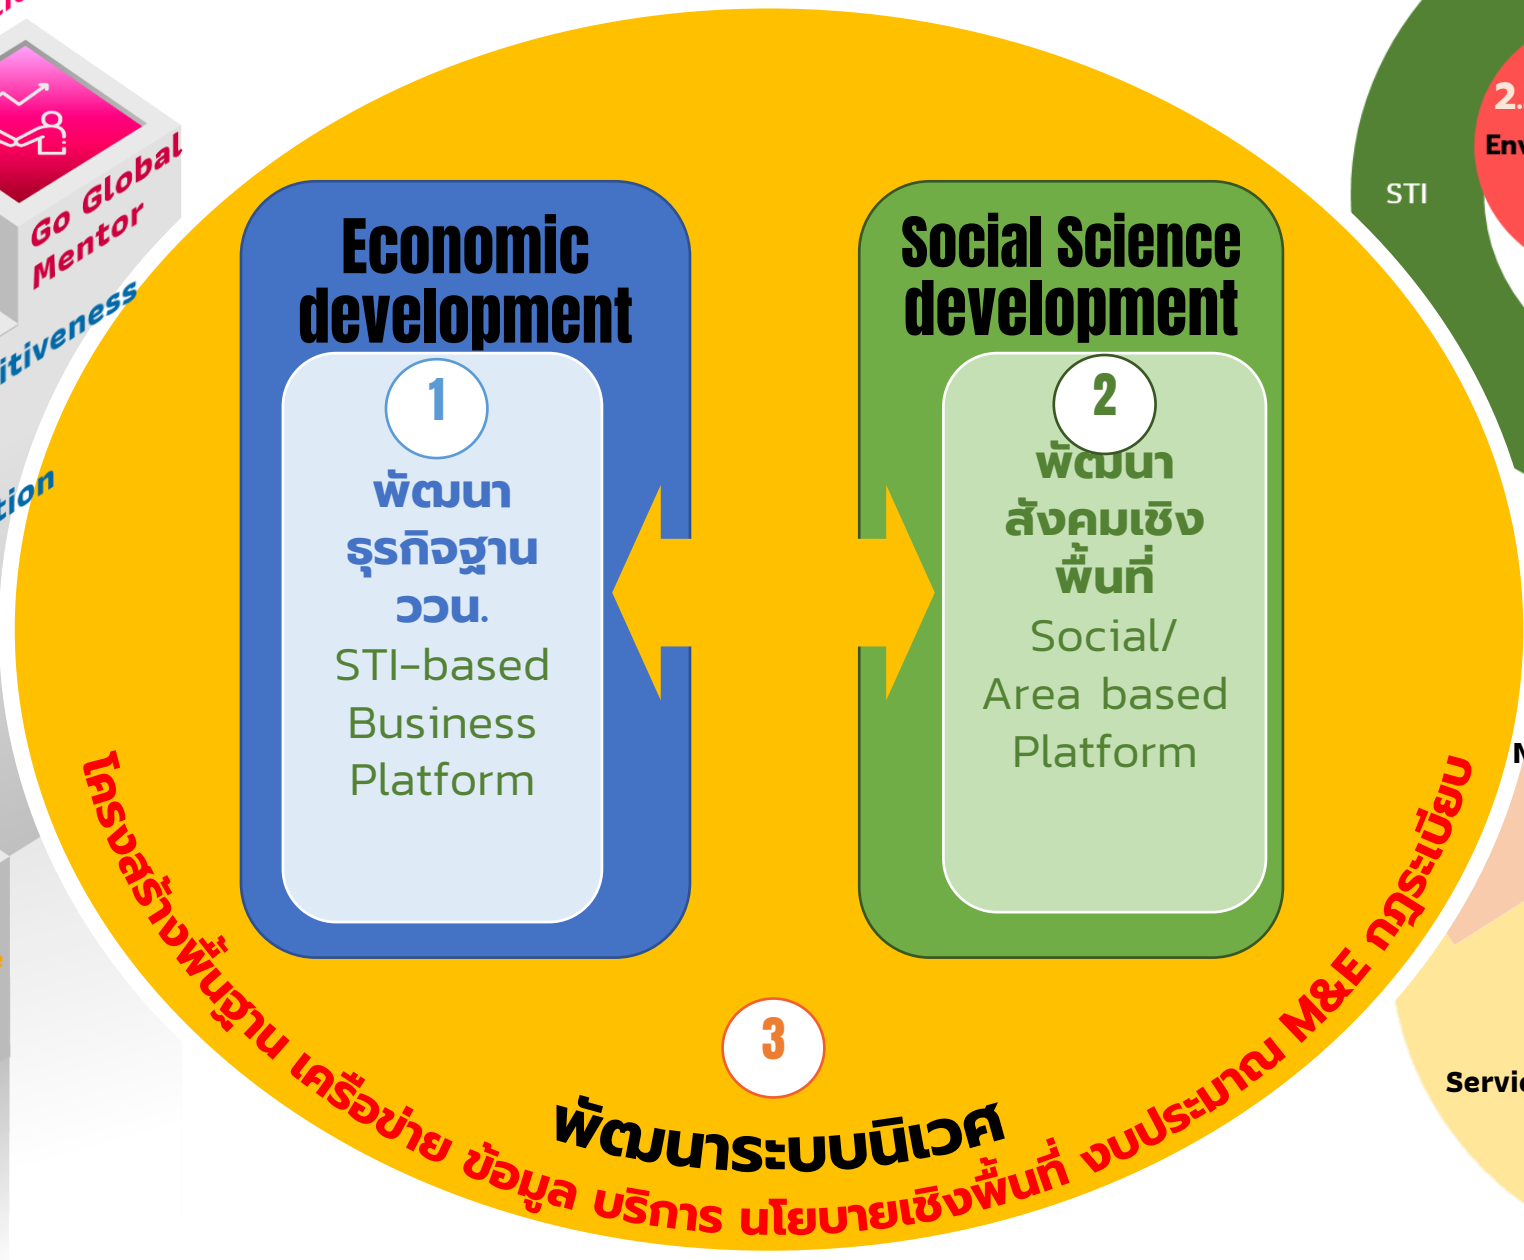 Go Global
Mentor
STI
Economic
development
1
พัฒนา
ธุรกิจฐาน
ววน.
STI-based
Business
Platform
Social Science
development
2
พัฒนา
สังคมเชิง
พื้นที่
Social/
Area based
Platform
3
พัฒนาระบบนิเวศ
โครงสร้างพื้นฐาน เครือข่าย ข้อมูล บริการ นโยบายเชิงพื้นที่ งบประมาณ M&E กฎระเบียบ